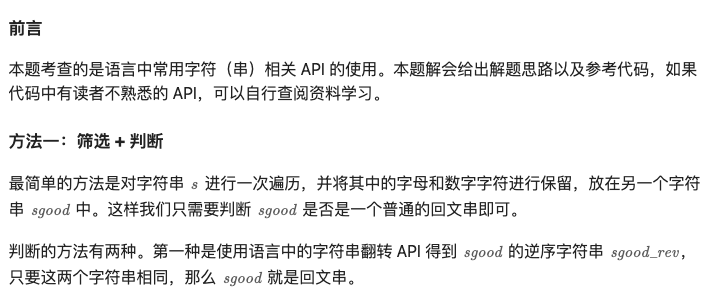 前言
本题考查的是语言中常用字符（串）相关 API 的使用。本题解会给出解题思路以及参考代码，如果
代码中有读者不熟悉的 API，可以自行查阅资料学习。
方法一：筛选 + 判断
最简单的方法是对字符串 s 进行一次遍历，并将其中的字母和数字字符进行保留，放在另一个字符
串 sgood 中。这样我们只需要判断 sgood 是否是一个普通的回文串即可。
判断的方法有两种。第一种是使用语言中的字符串翻转 API 得到 sgood 的逆序字符串 sgood_rev，
只要这两个字符串相同，那么 sgood 就是回文串。